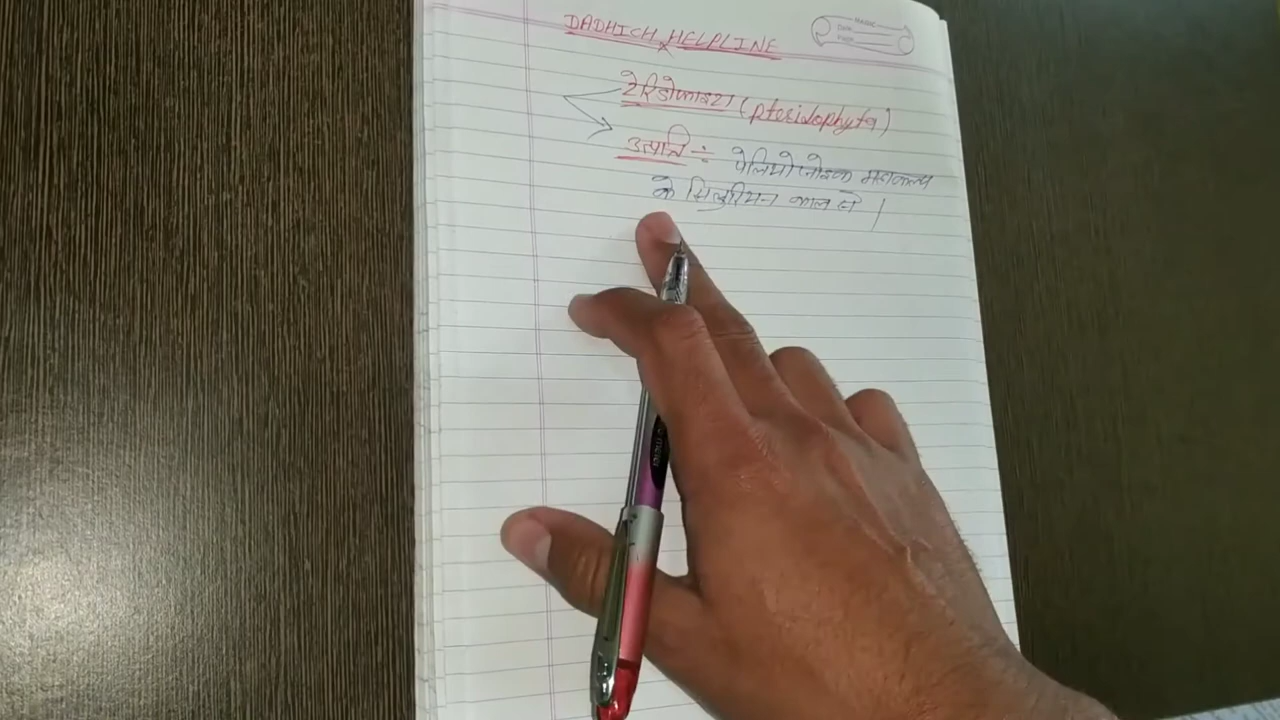 DADHICH HELPLINE
टेरिडोफाइटा (pteridophyta)
उत्पत्ति ÷ पेलियोजोइक महाकल्प
के सिलुरियन काल से |